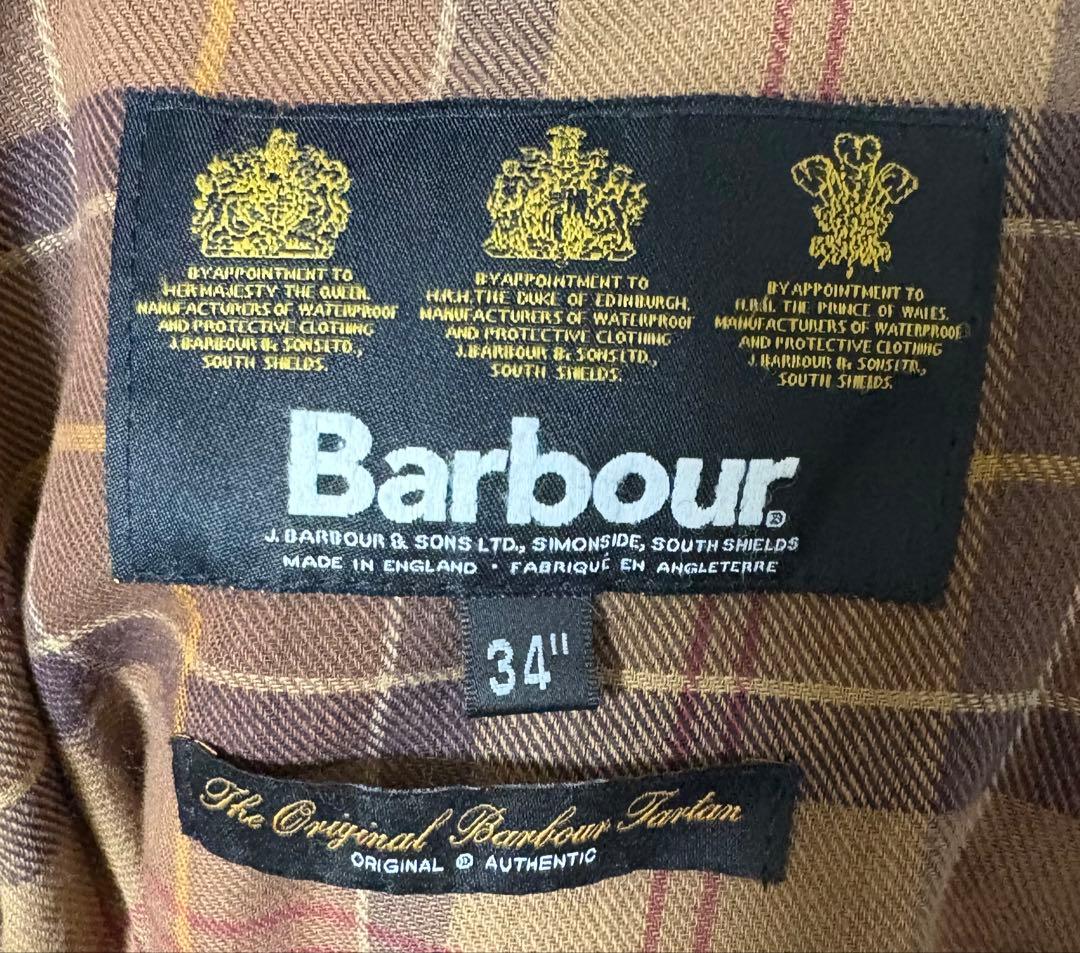 BY APPOINTMENT TO
HER MAJESTY THE QUEEN
MANUFACTURERS OF WATERPROOF
AND PROTECTIVE CLOTHING
J.BARBOUR & SONS LTD.,
SOUTH SHIELDS.
BY APPOINTMENT TO
H.R.H. THE DUKE OF EDINBURGH.
MANUFACTURERS OF WATERPROOF
AND PROTECTIVE CLOTHING
J.BARBOUR & SONS LTD.,
SOUTH SHIELDS.
BY APPOINTMENT TO
H.R.H. THE PRINCE OF WALES.
MANUFACTURERS OF WATERPROOF
AND PROTECTIVE CLOTHING
J.BARBOUR & SONS LTD.,
SOUTH SHIELDS.
Barbour®
J. BARBOUR & SONS LTD., SIMONSIDE, SOUTH SHIELDS
MADE IN ENGLAND · FABRIQUÉ EN ANGLETERRE
34"
The Original Barbour Tartan
ORIGINAL ® AUTHENTIC